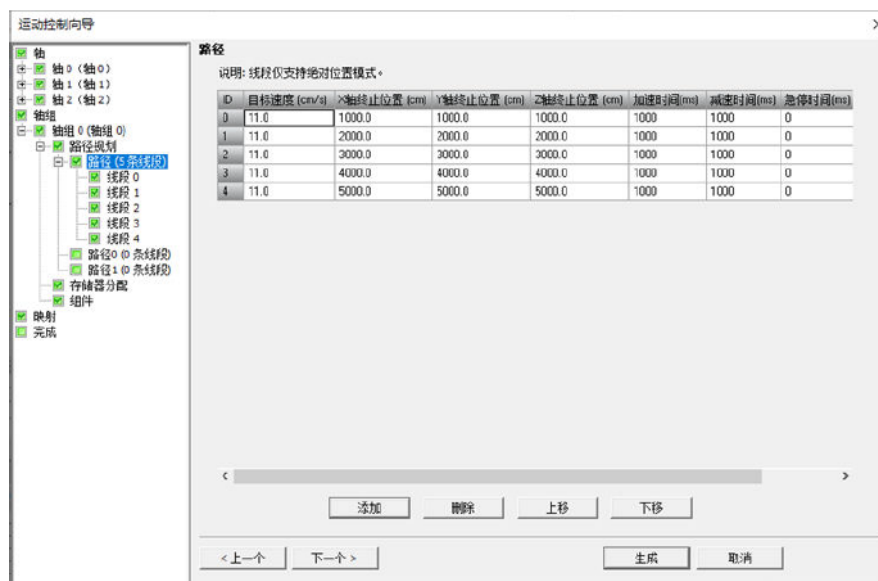 运动控制向导
轴
轴 0 (轴 0)
轴 1 (轴 1)
轴 2 (轴 2)
轴组
轴组 0 (轴组 0)
路径规划
路径 (5 条线段)
线段 0
线段 1
线段 2
线段 3
线段 4
路径0 (0 条线段)
路径1 (0 条线段)
存储器分配
组件
映射
完成
路径
说明: 线段仅支持绝对位置模式。
ID 目标速度 (cm/s) X轴终止位置 (cm) Y轴终止位置 (cm) Z轴终止位置 (cm) 加速时间(ms) 减速时间(ms) 急停时间(ms)
0 11.0 1000.0 1000.0 1000.0 1000 1000 0
1 11.0 2000.0 2000.0 2000.0 1000 1000 0
2 11.0 3000.0 3000.0 3000.0 1000 1000 0
3 11.0 4000.0 4000.0 4000.0 1000 1000 0
4 11.0 5000.0 5000.0 5000.0 1000 1000 0
添加 删除 上移 下移
<上一个 下一个> 生成 取消